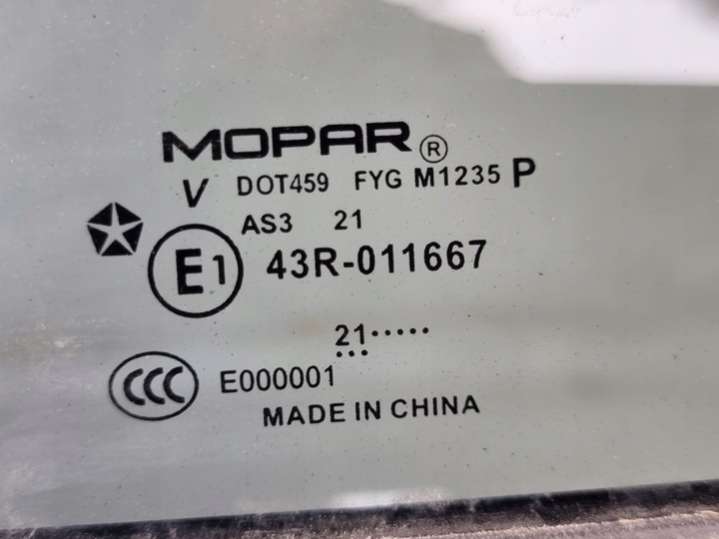 MOPAR ®
V DOT459 FYG M1235 P
AS3 21
E1 43R-011667
21•••••
•••
CCC E000001
MADE IN CHINA